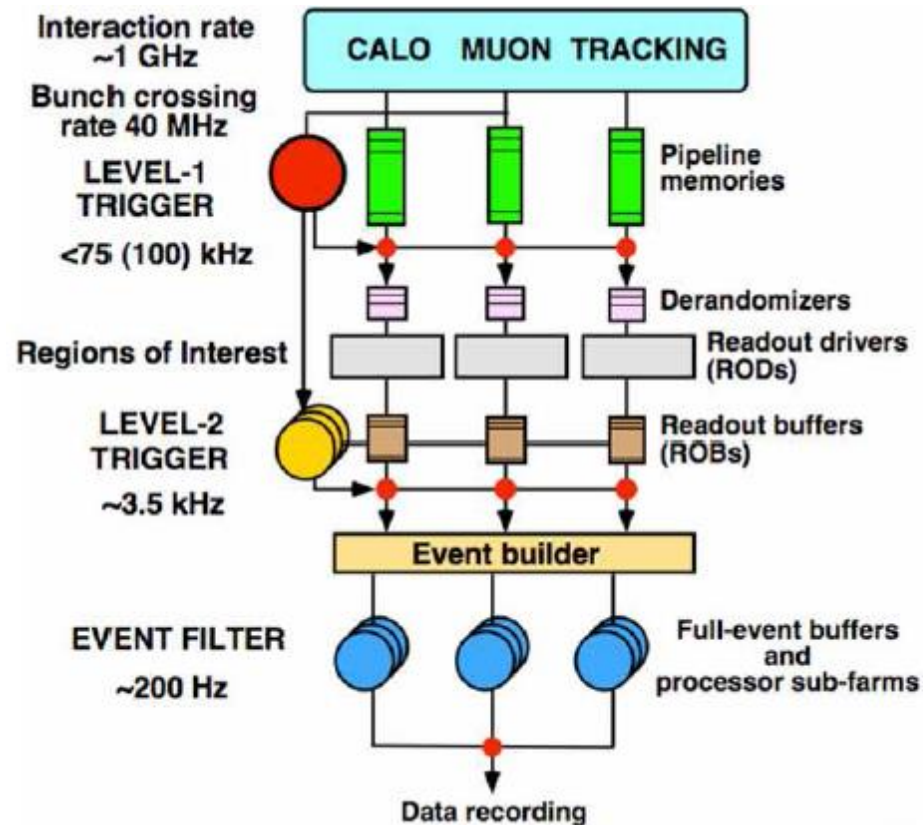 Interaction rate
~1 GHz
CALO MUON TRACKING
Bunch crossing
rate 40 MHz
LEVEL-1
TRIGGER
Pipeline
memories
<75 (100) kHz
Derandomizers
Regions of Interest
Readout drivers
(RODs)
LEVEL-2
TRIGGER
Readout buffers
(ROBs)
~3.5 kHz
Event builder
EVENT FILTER
~200 Hz
Full-event buffers
and
processor sub-farms
Data recording